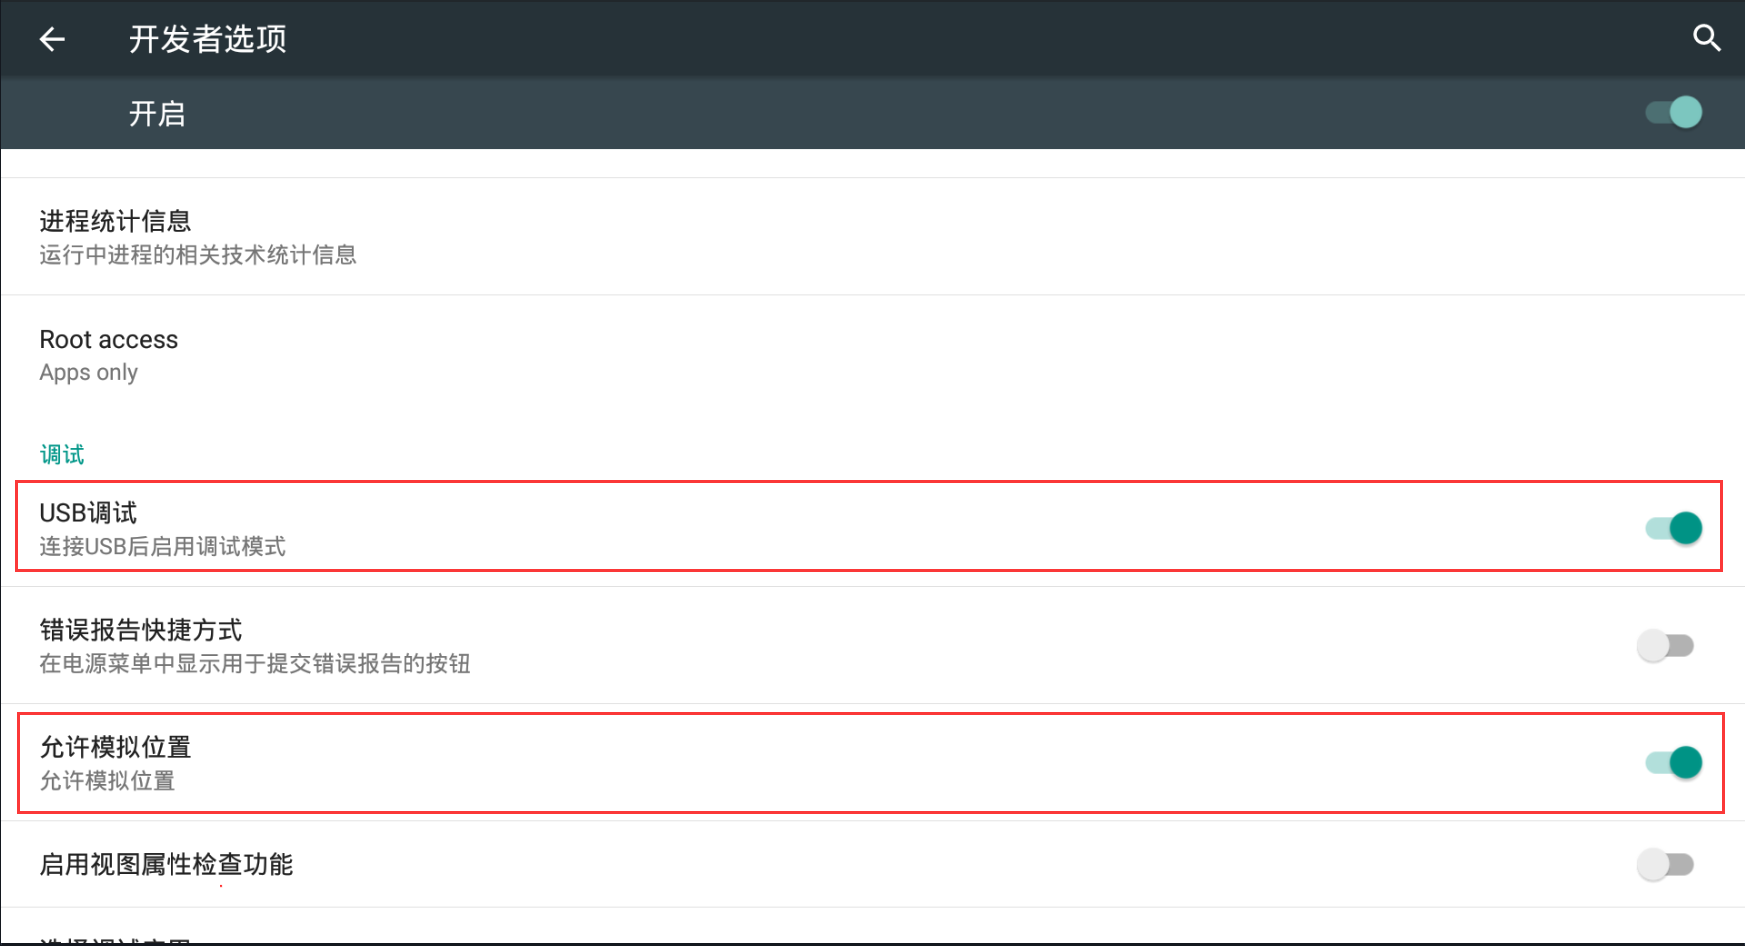 开发者选项
开启
进程统计信息
运行中进程的相关技术统计信息
Root access
Apps only
调试
USB调试
连接USB后启用调试模式
错误报告快捷方式
在电源菜单中显示用于提交错误报告的按钮
允许模拟位置
允许模拟位置
启用视图属性检查功能